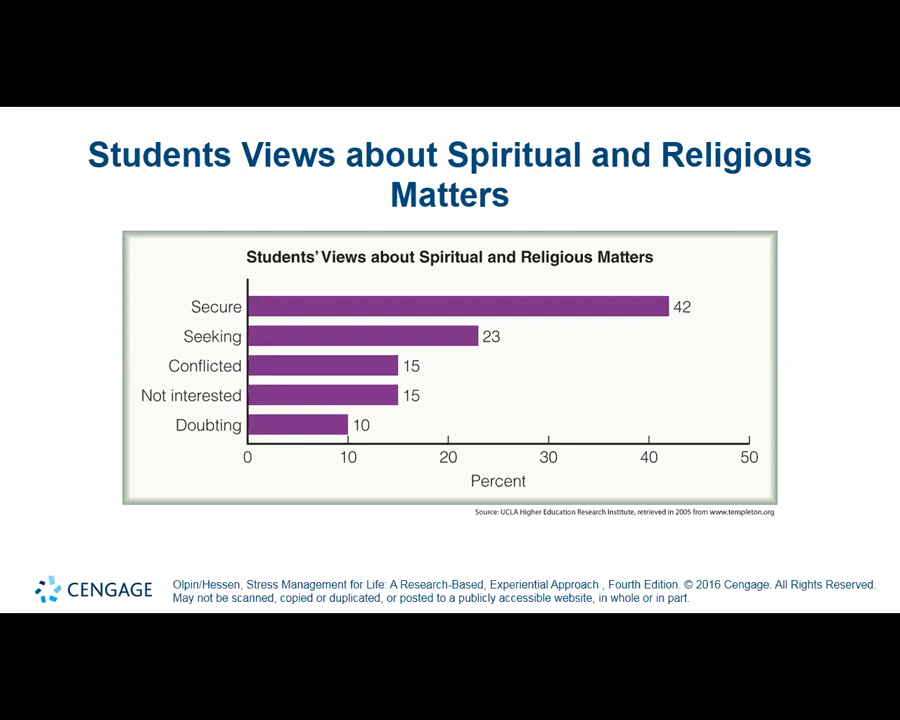 Students Views about Spiritual and Religious
Matters
Students' Views about Spiritual and Religious Matters
Secure 42
Seeking 23
Conflicted 15
Not interested 15
Doubting 10
0 10 20 30 40 50
Percent
Source: UCLA Higher Education Research Institute, retrieved in 2005 from www.templeton.org
CENGAGE
Olpin/Hessen, Stress Management for Life: A Research-Based, Experiential Approach , Fourth Edition. © 2016 Cengage. All Rights Reserved.
May not be scanned, copied or duplicated, or posted to a publicly accessible website, in whole or in part.